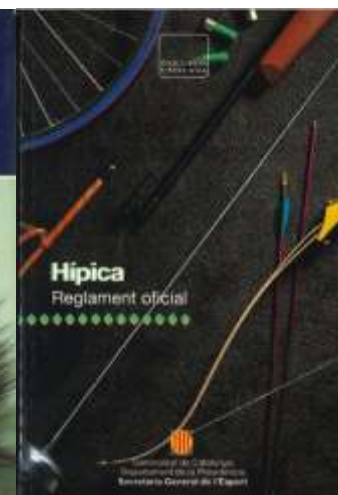 Hípica
Reglament oficial
Generalitat de Catalunya
Departament de la Presidència
Secretaria General de l'Esport